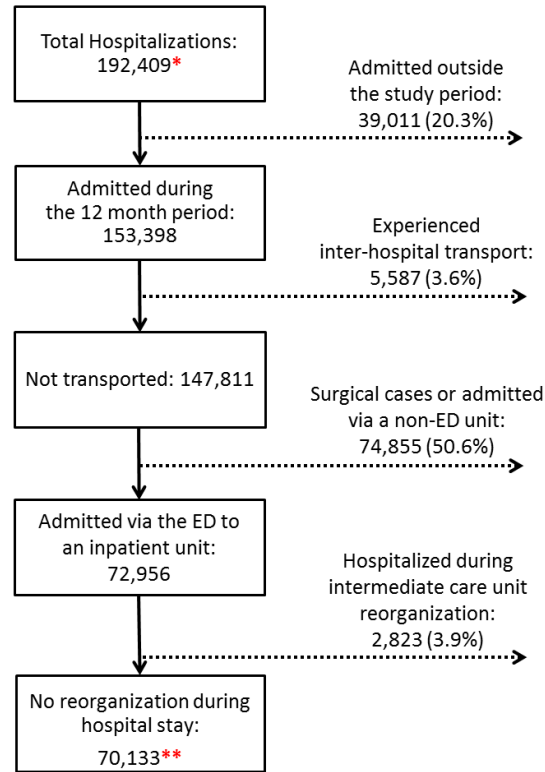 Total Hospitalizations:
192,409*
Admitted outside
the study period:
39,011 (20.3%)
Admitted during
the 12 month period:
153,398
Experienced
inter-hospital transport:
5,587 (3.6%)
Not transported: 147,811
Surgical cases or admitted
via a non-ED unit:
74,855 (50.6%)
Admitted via the ED to
an inpatient unit:
72,956
Hospitalized during
intermediate care unit
reorganization:
2,823 (3.9%)
No reorganization during
hospital stay:
70,133**